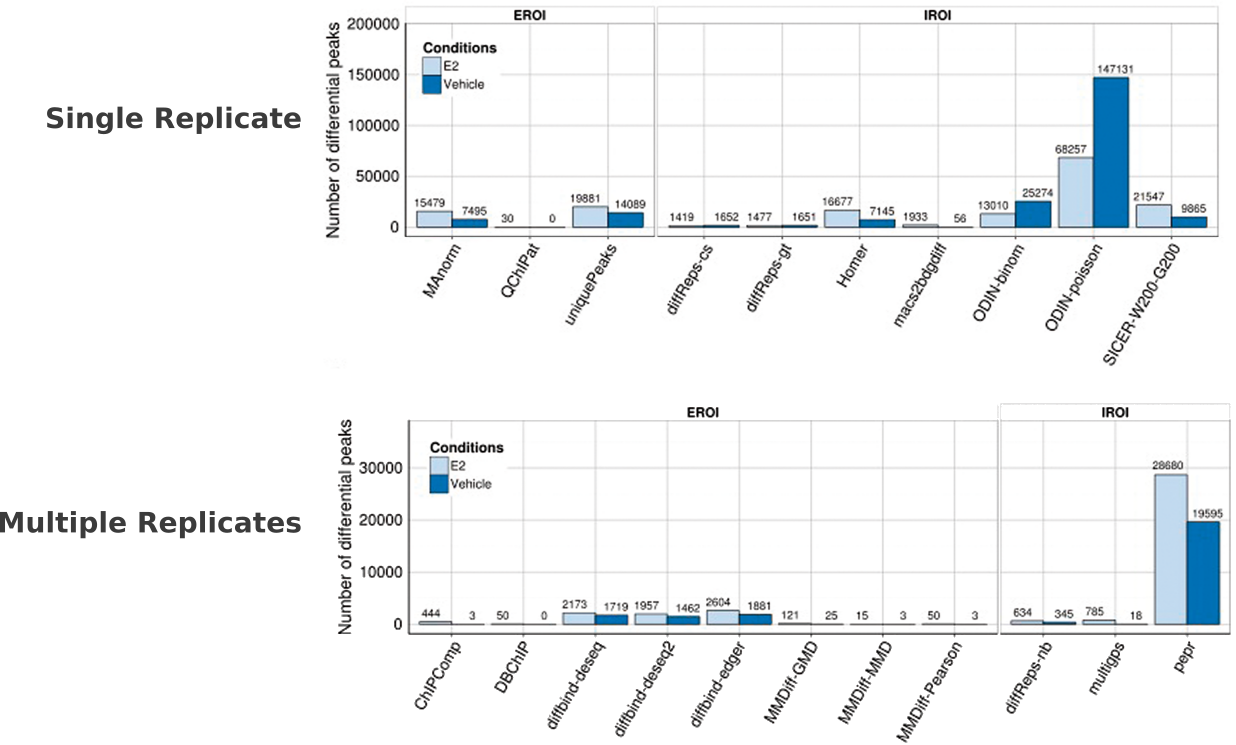 Single Replicate
EROI
IROI
Number of differential peaks
200000
150000
100000
50000
0
Conditions
E2
Vehicle
15479
7495
30
0
19881
14089
1419
1652
1477
1651
16677
7145
1933
56
13010
25274
68257
147131
21547
9865
MAnorm
QChIPat
uniquePeaks
diffReps-cs
diffReps-gt
Homer
macs2bdgdiff
ODIN-binom
ODIN-poisson
SICER-W200-G200
Multiple Replicates
EROI
IROI
Number of differential peaks
30000
20000
10000
0
Conditions
E2
Vehicle
444
3
50
0
2173
1719
1957
1462
2604
1881
121
25
15
3
50
3
634
345
785
18
28680
19595
ChIPComp
DBChIP
diffbind-deseq
diffbind-deseq2
diffbind-edger
MMDiff-GMD
MMDiff-MMD
MMDiff-Pearson
diffReps-nb
multigps
pepr